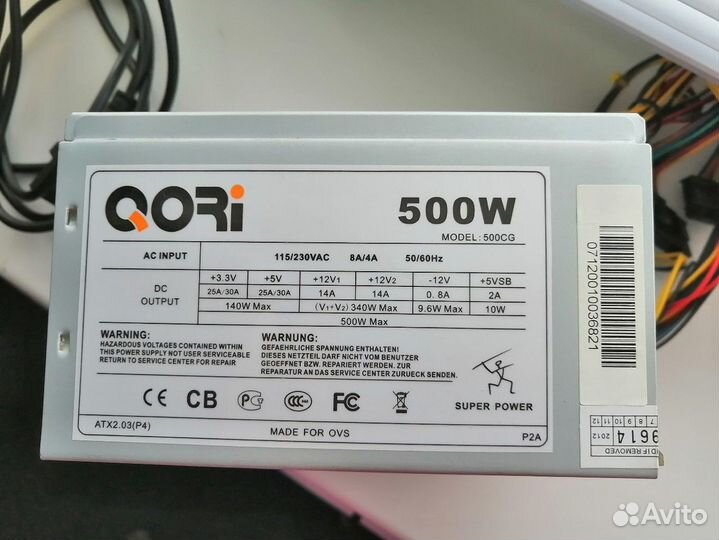 QORi
500W
MODEL: 500CG
AC INPUT 115/230VAC 8A/4A 50/60Hz
DC OUTPUT +3.3V +5V +12V1 +12V2 -12V +5VSB
25A/30A 25A/30A 14A 14A 0.8A 2A
140W Max (V1+V2) 340W Max 9.6W Max 10W
500W Max
WARNING:
HAZARDOUS VOLTAGES CONTAINED WITHIN
THIS POWER SUPPLY NOT USER SERVICEABLE
RETURN TO SERVICE CENTER FOR REPAIR
WARNUNG:
GEFAEHRLICHE SPANNUNG ENTHALTEN.
DIESES NETZTEIL DARF NICHT VOM BENUTZER
GEOEFFNET BZW. REPARIERT WERDEN. ZUR
REPARATUR AN DAS SERVICE CENTER ZURUECK SENDEN.
CE CB PG CCC FC
SUPER POWER
ATX2.03(P4)
MADE FOR OVS
P2A
07120010036821
7 8 9 10 11 12
9614 2012
D IF REMOVED
Avito